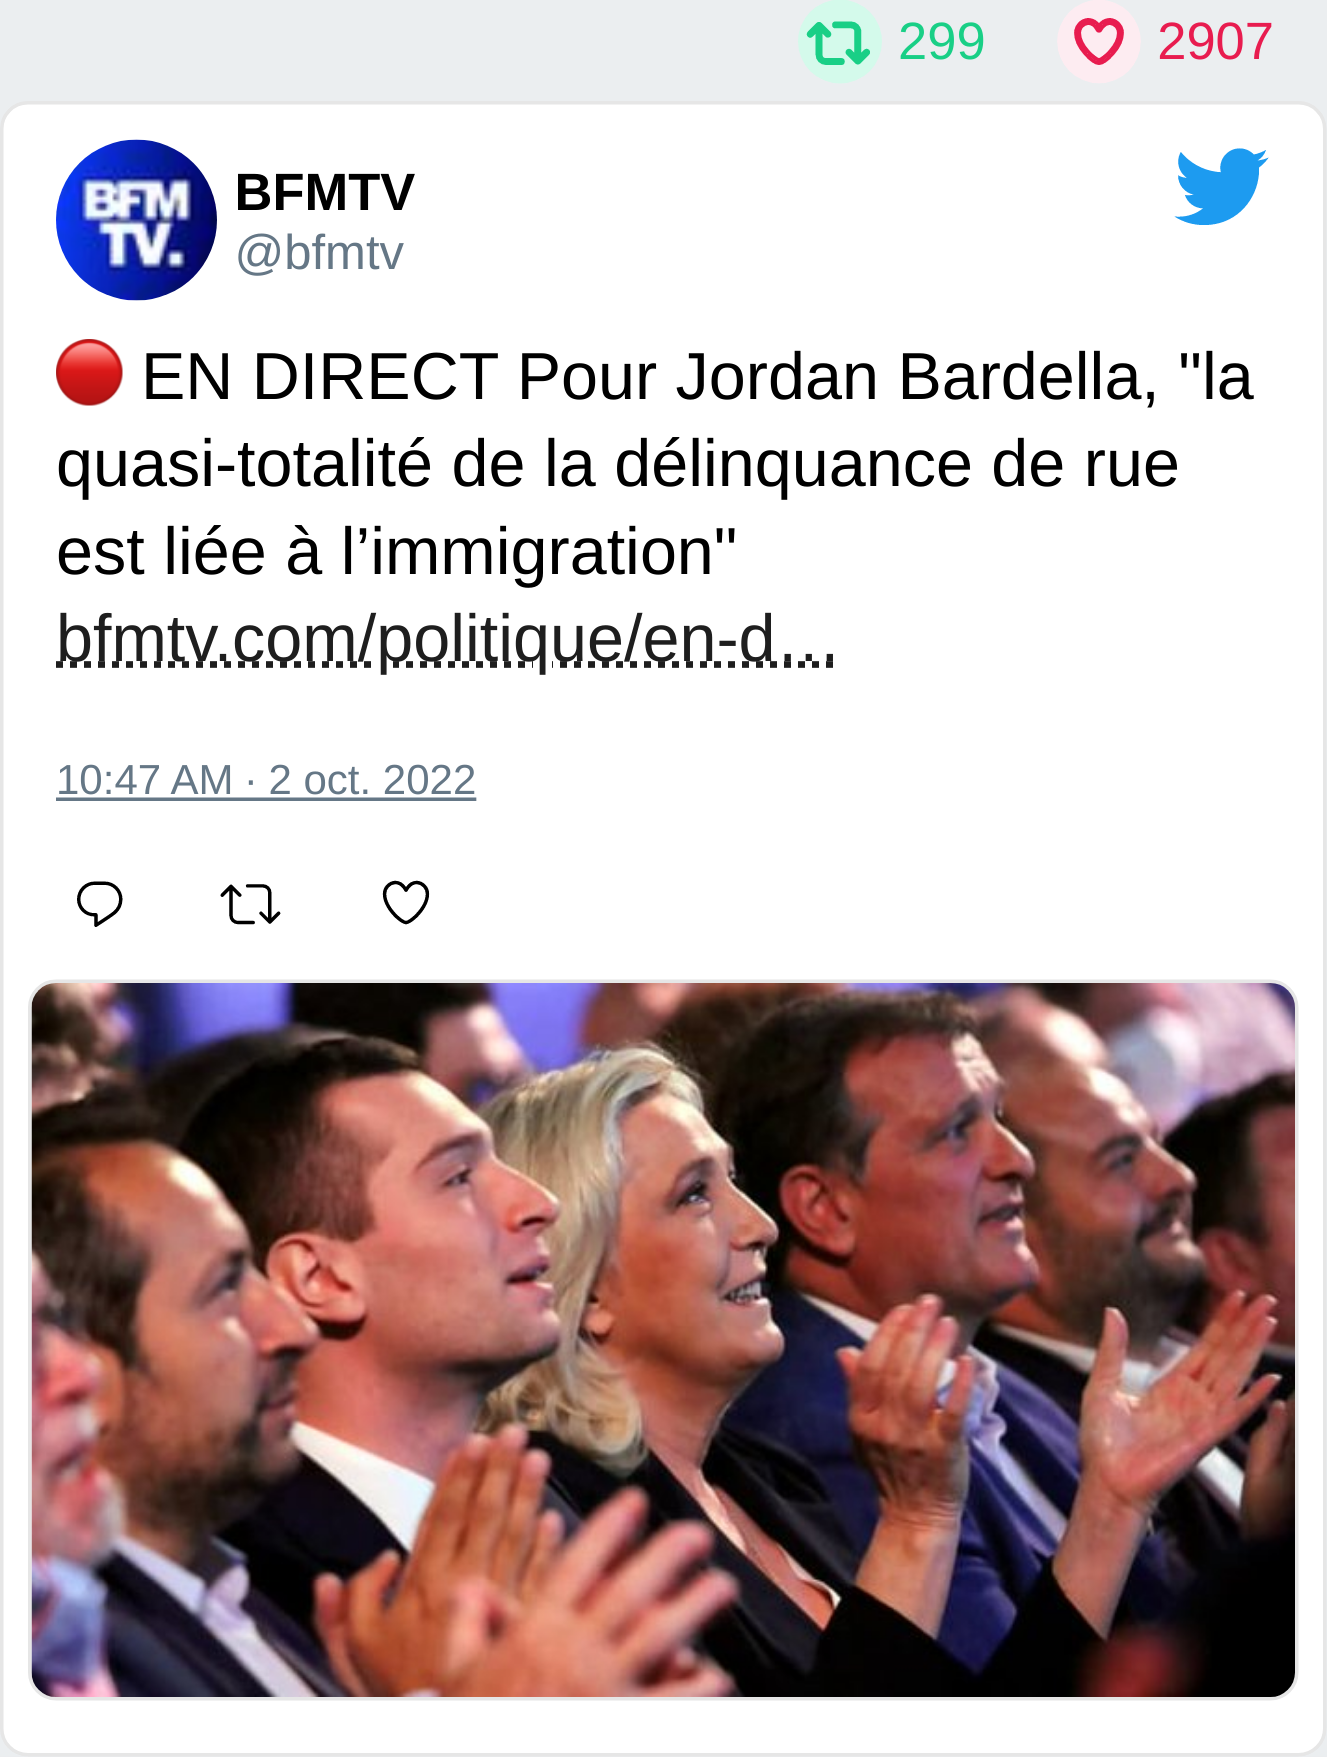 299 2907
BFM
TV.
BFMTV
@bfmtv
🔴 EN DIRECT Pour Jordan Bardella, "la
quasi-totalité de la délinquance de rue
est liée à l’immigration"
bfmtv.com/politique/en-d…
10:47 AM · 2 oct. 2022